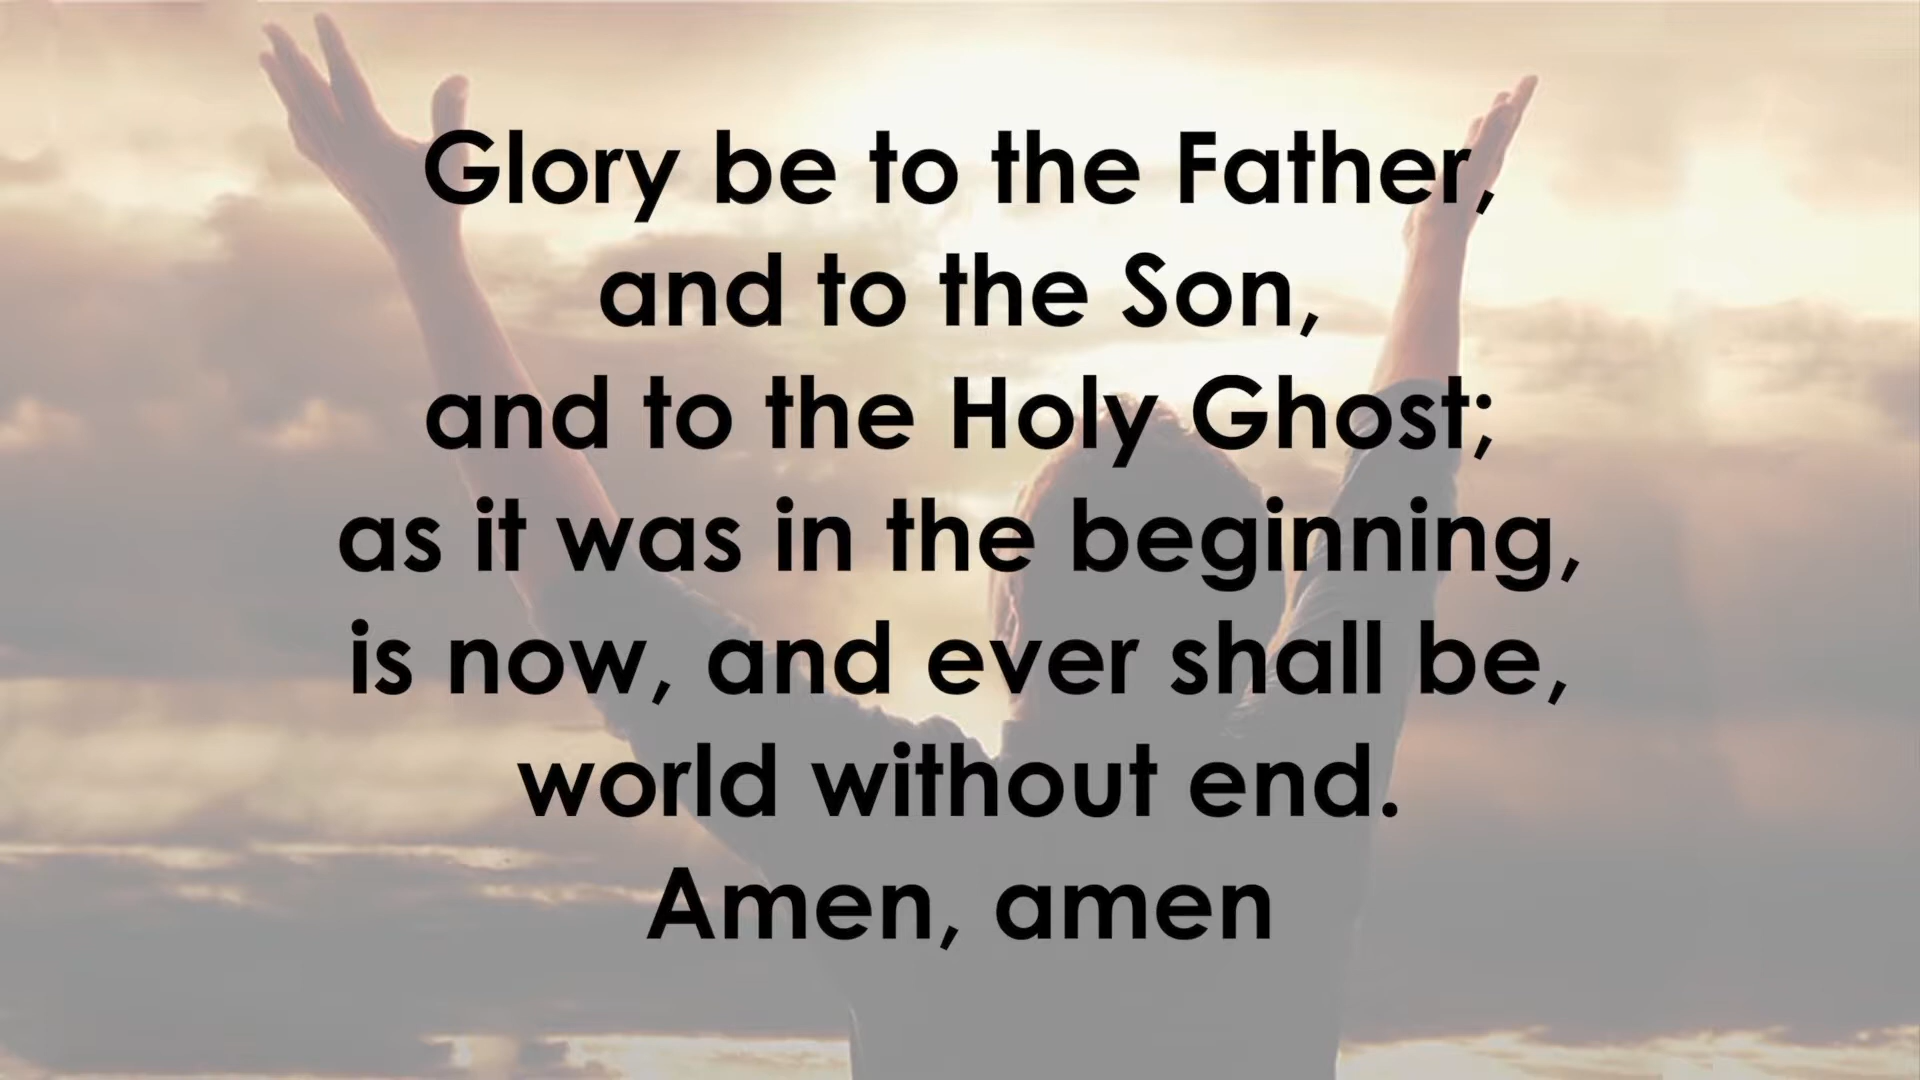 Glory be to the Father,
and to the Son,
and to the Holy Ghost;
as it was in the beginning,
is now, and ever shall be,
world without end.
Amen, amen